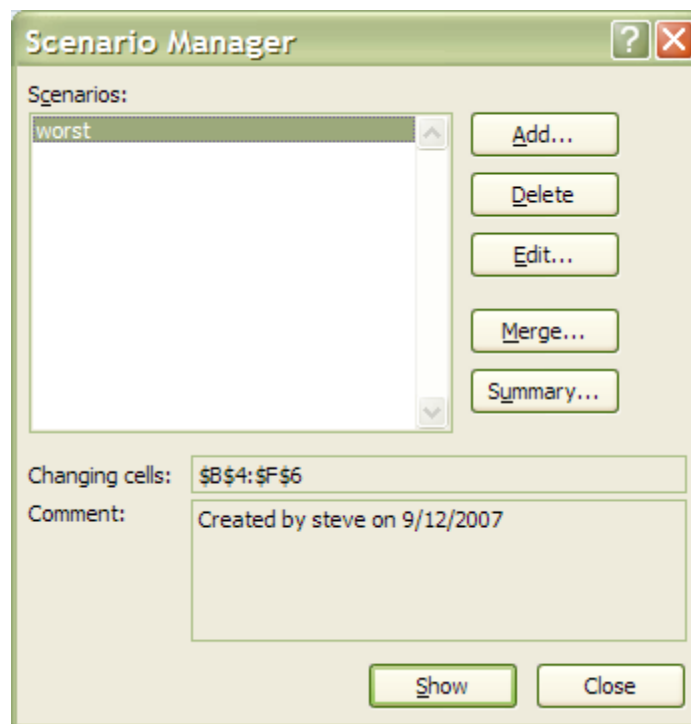 Scenario Manager
?
Scenarios:
worst
Add...
Delete
Edit...
Merge...
Summary...
Changing cells: $B$4:$F$6
Comment: Created by steve on 9/12/2007
Show Close